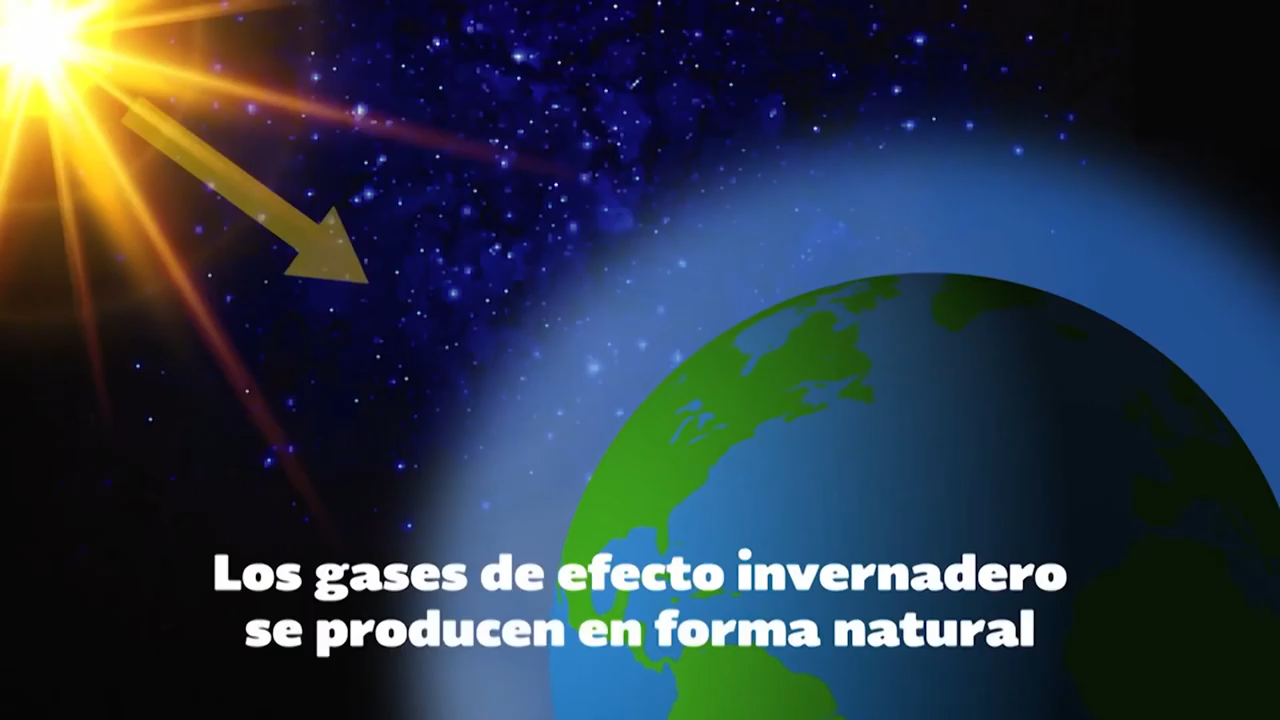 Los gases de efecto invernadero
se producen en forma natural